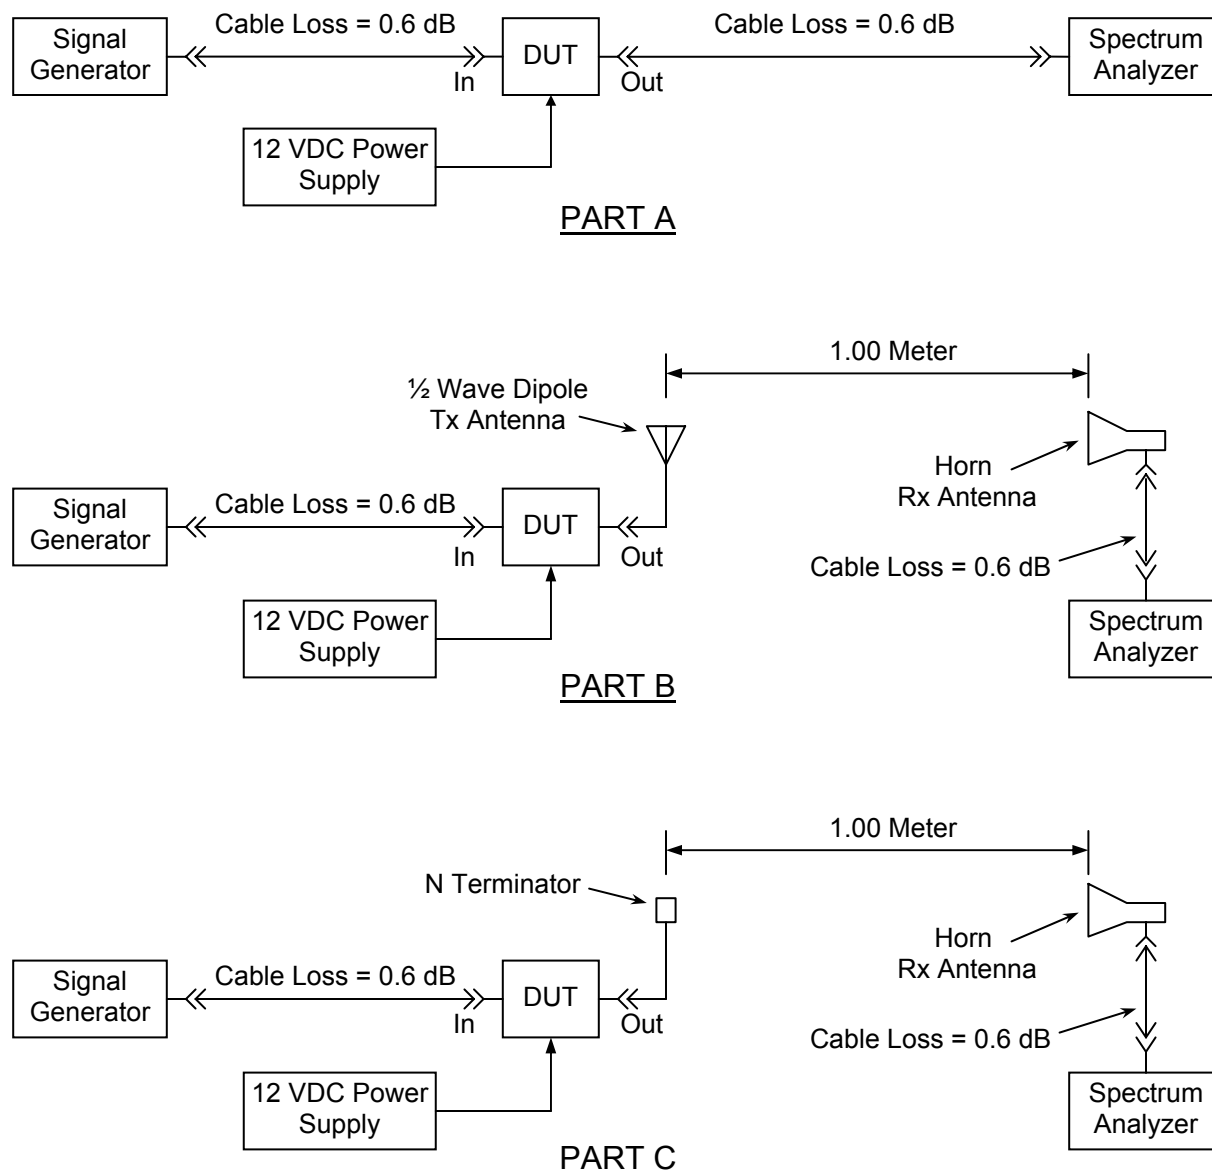 Signal
Generator
Cable Loss = 0.6 dB
In
DUT
Out
Cable Loss = 0.6 dB
Spectrum
Analyzer
12 VDC Power
Supply
PART A
1.00 Meter
½ Wave Dipole
Tx Antenna
Horn
Rx Antenna
Signal
Generator
Cable Loss = 0.6 dB
In
DUT
Out
Cable Loss = 0.6 dB
12 VDC Power
Supply
Spectrum
Analyzer
PART B
1.00 Meter
N Terminator
Horn
Rx Antenna
Signal
Generator
Cable Loss = 0.6 dB
In
DUT
Out
Cable Loss = 0.6 dB
12 VDC Power
Supply
Spectrum
Analyzer
PART C